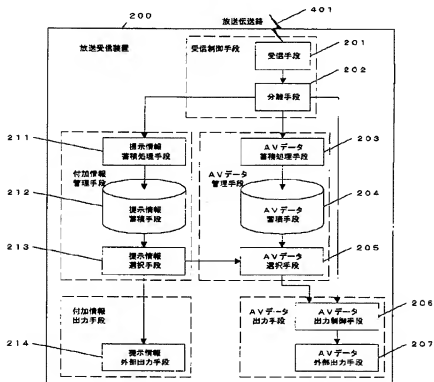 200
放送伝送路
401
放送受信装置
受信制御手段
受信手段
201
分離手段
202
211
提示情報
蓄積処理手段
AVデータ
蓄積処理手段
203
付加情報
管理手段
AVデータ
管理手段
212
提示情報
蓄積手段
AVデータ
蓄積手段
204
213
提示情報
選択手段
AVデータ
選択手段
205
付加情報
出力手段
AVデータ
出力手段
AVデータ
出力制御手段
206
214
提示情報
外部出力手段
AVデータ
外部出力手段
207